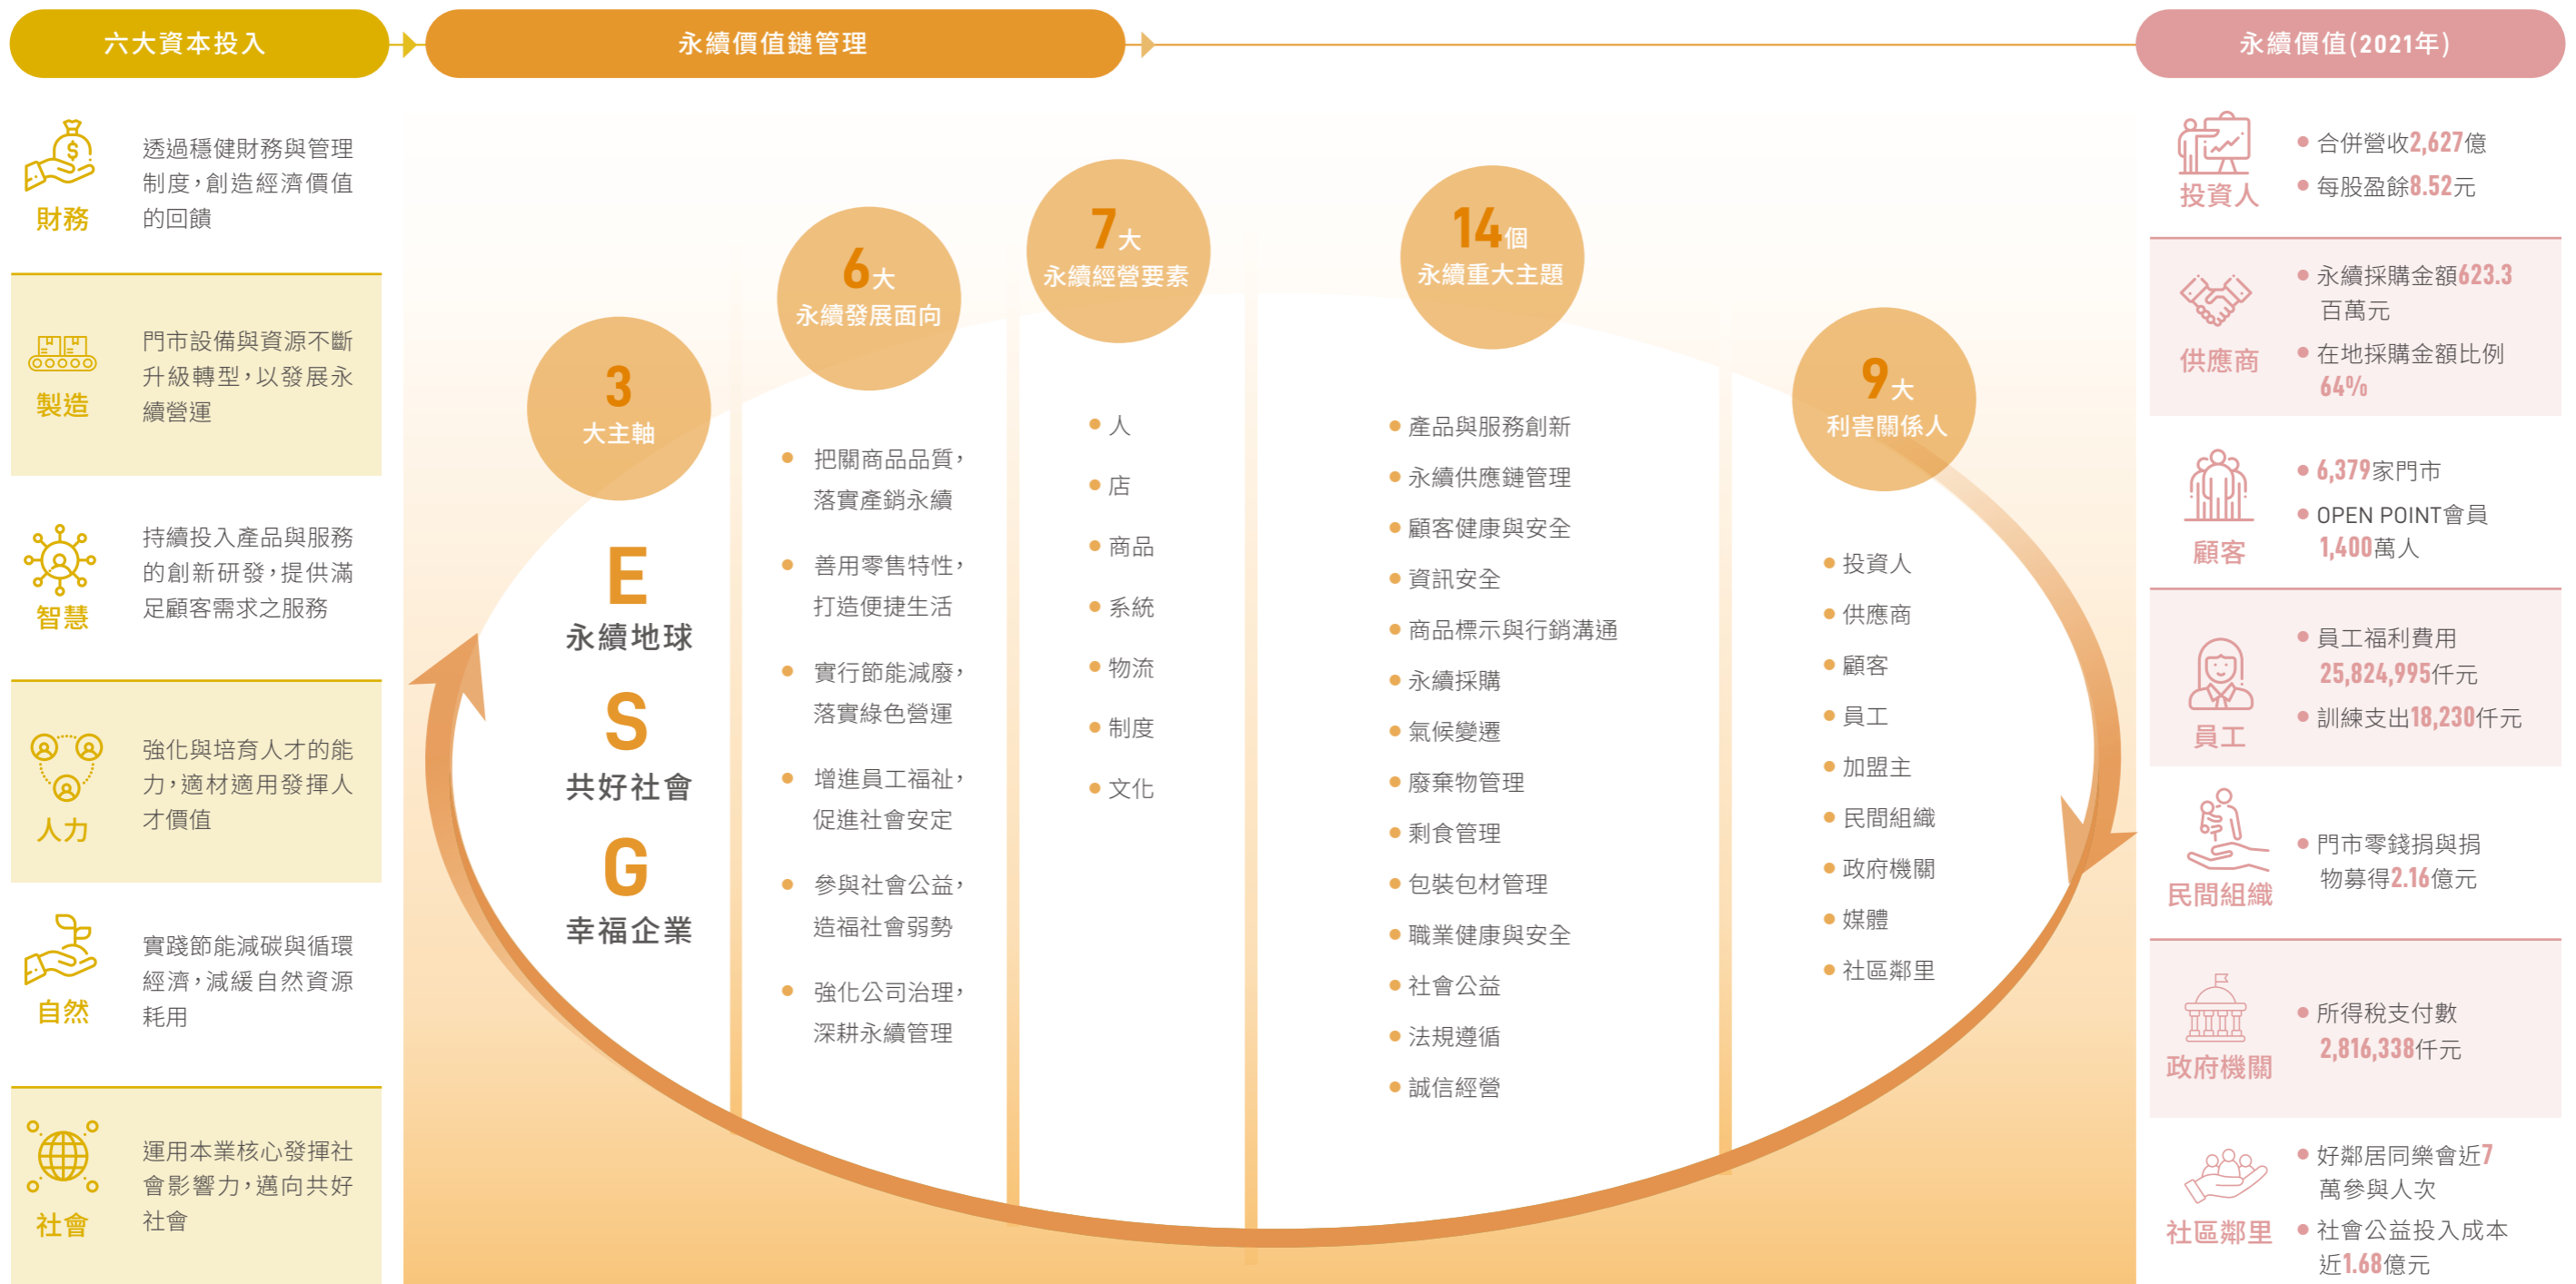 六大資本投入
永續價值鏈管理
永續價值(2021年)
財務
透過穩健財務與管理
制度，創造經濟價值
的回饋
製造
門市設備與資源不斷
升級轉型，以發展永
續營運
智慧
持續投入產品與服務
的創新研發，提供滿
足顧客需求之服務
人力
強化與培育人才的能
力，適材適用發揮人
才價值
自然
實踐節能減碳與循環
經濟，減緩自然資源
耗用
社會
運用本業核心發揮社
會影響力，邁向共好
社會
3
大主軸
E
永續地球
S
共好社會
G
幸福企業
6大
永續發展面向
把關商品品質，
落實產銷永續
善用零售特性，
打造便捷生活
實行節能減廢，
落實綠色營運
增進員工福祉，
促進社會安定
參與社會公益，
造福社會弱勢
強化公司治理，
深耕永續管理
7大
永續經營要素
人
店
商品
系統
物流
制度
文化
14個
永續重大主題
產品與服務創新
永續供應鏈管理
顧客健康與安全
資訊安全
商品標示與行銷溝通
永續採購
氣候變遷
廢棄物管理
剩食管理
包裝包材管理
職業健康與安全
社會公益
法規遵循
誠信經營
9大
利害關係人
投資人
供應商
顧客
員工
加盟主
民間組織
政府機關
媒體
社區鄰里
投資人
合併營收2,627億
每股盈餘8.52元
供應商
永續採購金額623.3
百萬元
在地採購金額比例
64%
顧客
6,379家門市
OPEN POINT會員
1,400萬人
員工
員工福利費用
25,824,995仟元
訓練支出18,230仟元
民間組織
門市零錢捐與捐
物募得2.16億元
政府機關
所得稅支付數
2,816,338仟元
社區鄰里
好鄰居同樂會近7
萬參與人次
社會公益投入成本
近1.68億元